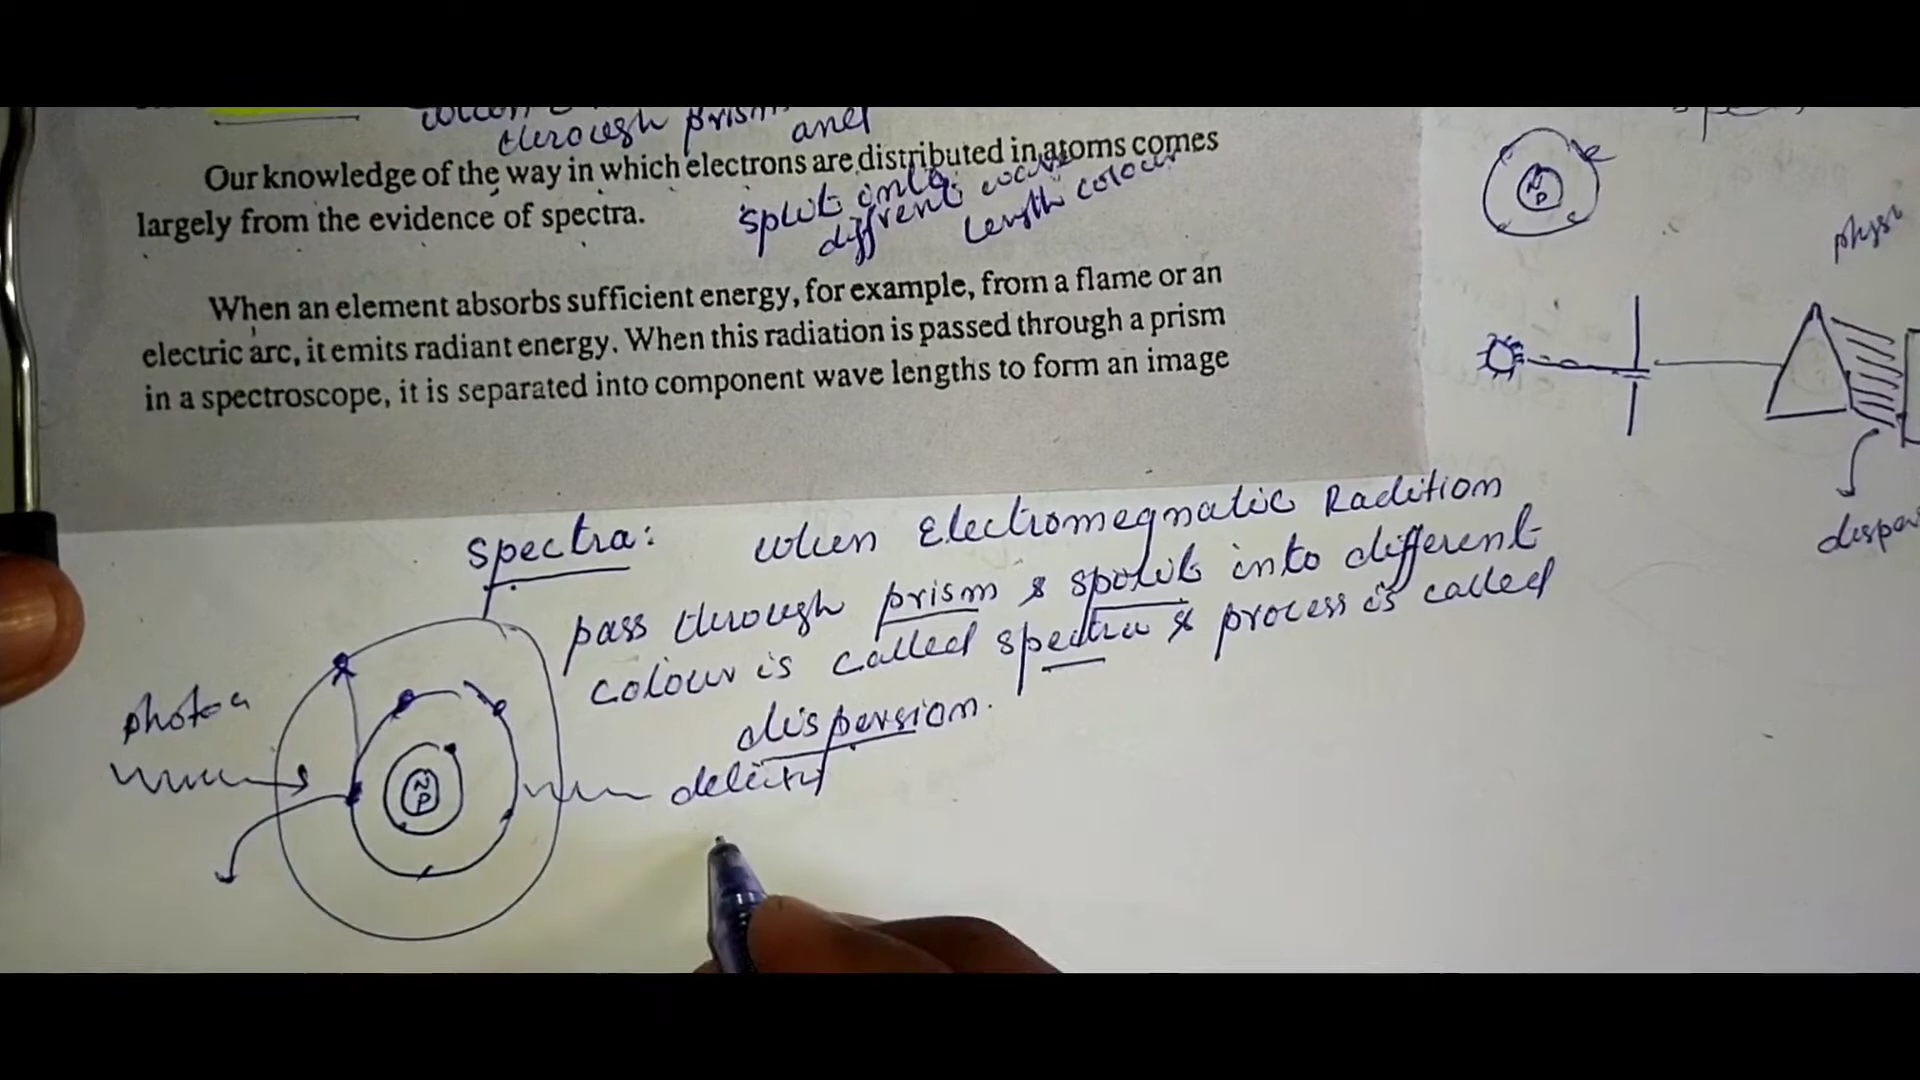 through prism
and
Our knowledge of the way in which electrons are distributed in atoms comes
largely from the evidence of spectra.
split into
diffrent wave
length colour
When an element absorbs sufficient energy, for example, from a flame or an
electric arc, it emits radiant energy. When this radiation is passed through a prism
in a spectroscope, it is separated into component wave lengths to form an image
N
P
physi
dispers
Spectra: when Electromegnatic Radition
pass through prism & split into different
colour is called spectra & process is called
dispersion.
N
P